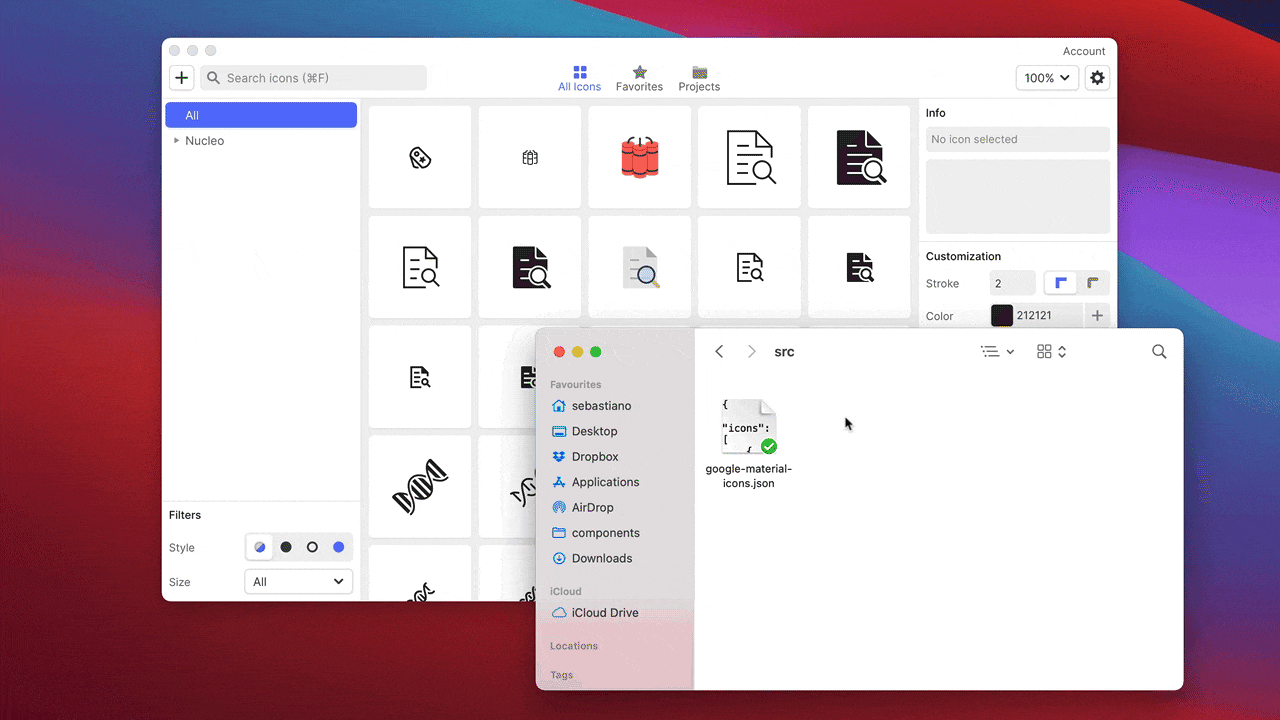 Account
Search icons (⌘F)
All Icons
Favorites
Projects
100%
All
Nucleo
Info
No icon selected
Customization
Stroke
2
Color
212121
Filters
Style
Size
All
src
Favourites
sebastiano
Desktop
Dropbox
Applications
AirDrop
components
Downloads
iCloud
iCloud Drive
Locations
Tags
{
"icons":
[
{
google-material-
icons.json